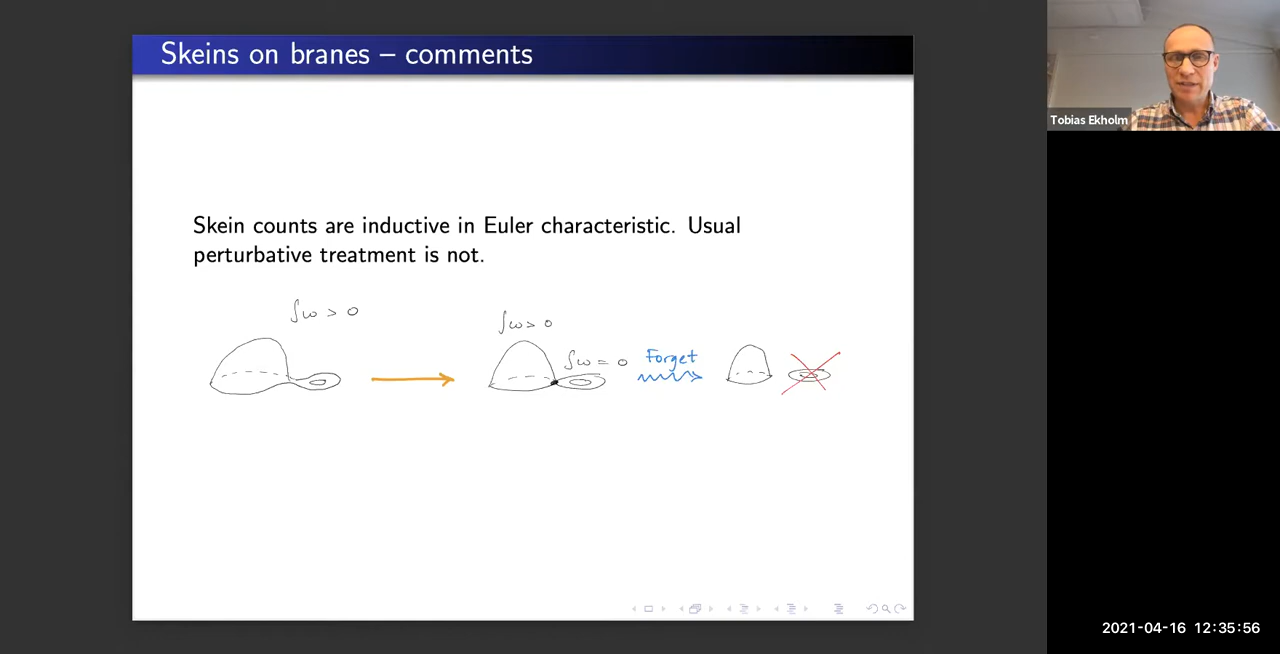 Skeins on branes – comments
Tobias Ekholm
Skein counts are inductive in Euler characteristic. Usual
perturbative treatment is not.
∫ω > 0
∫ω > 0
∫ω = 0
Forget
2021-04-16 12:35:56